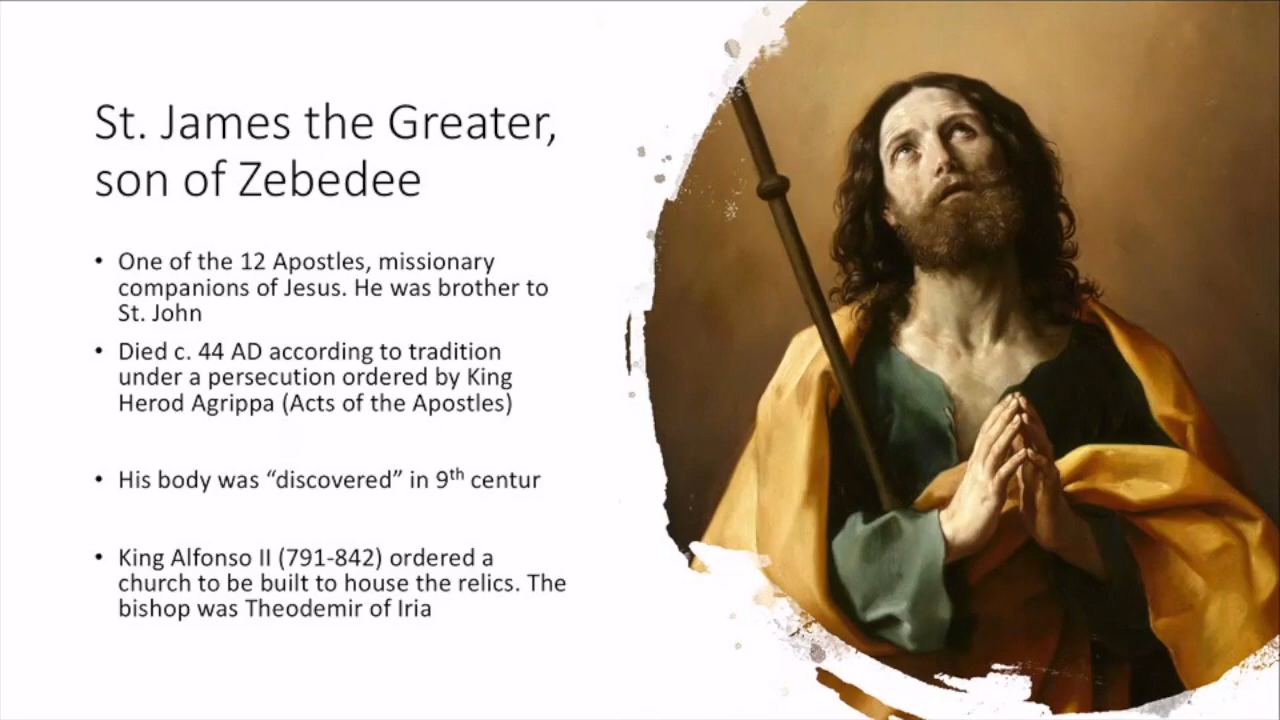 St. James the Greater,
son of Zebedee
• One of the 12 Apostles, missionary
companions of Jesus. He was brother to
St. John
• Died c. 44 AD according to tradition
under a persecution ordered by King
Herod Agrippa (Acts of the Apostles)
• His body was “discovered” in 9th centur
• King Alfonso II (791-842) ordered a
church to be built to house the relics. The
bishop was Theodemir of Iria